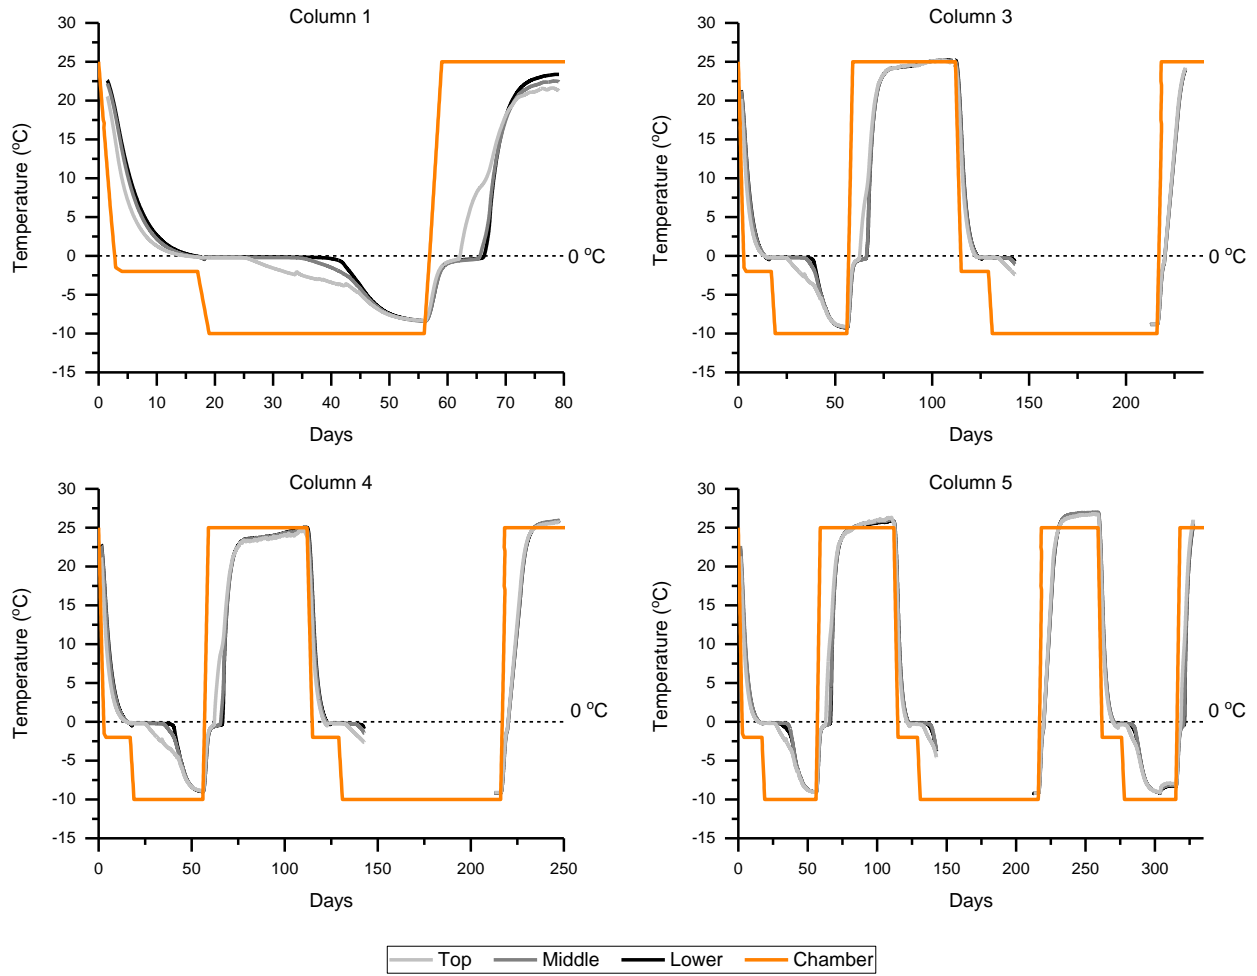 Column 1
30
25
20
15
10
5
0
-5
-10
-15
Temperature (°C)
0 °C
0 10 20 30 40 50 60 70 80
Days
Column 3
30
25
20
15
10
5
0
-5
-10
-15
Temperature (°C)
0 °C
0 50 100 150 200
Days
Column 4
30
25
20
15
10
5
0
-5
-10
-15
Temperature (°C)
0 °C
0 50 100 150 200 250
Days
Column 5
30
25
20
15
10
5
0
-5
-10
-15
Temperature (°C)
0 °C
0 50 100 150 200 250 300
Days
Top Middle Lower Chamber